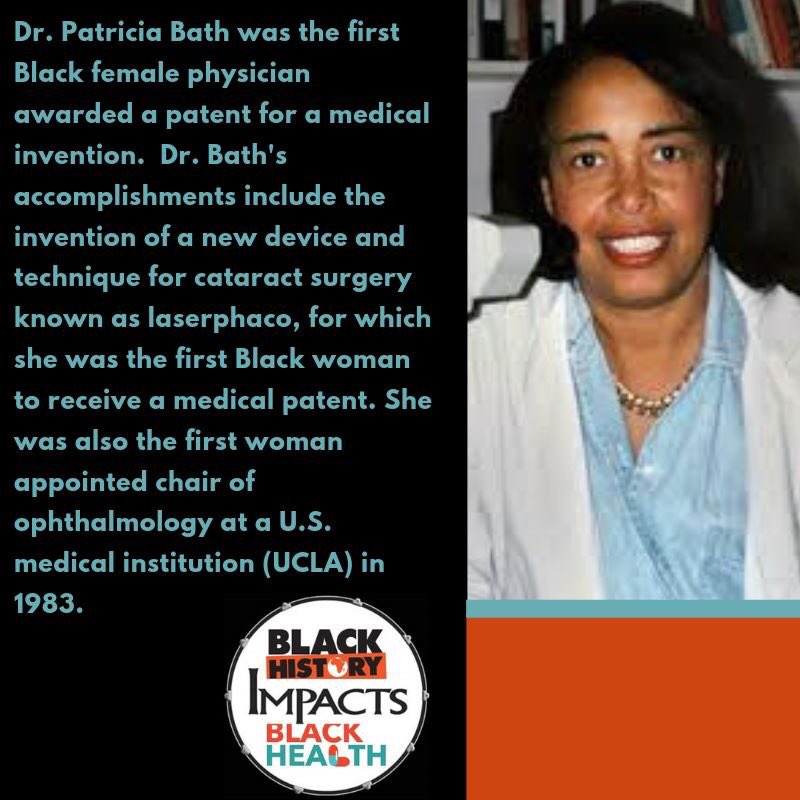 Dr. Patricia Bath was the first
Black female physician
awarded a patent for a medical
invention.  Dr. Bath's
accomplishments include the
invention of a new device and
technique for cataract surgery
known as laserphaco, for which
she was the first Black woman
to receive a medical patent. She
was also the first woman
appointed chair of
ophthalmology at a U.S.
medical institution (UCLA) in
1983.
BLACK
HISTORY
IMPACTS
BLACK
HEALTH